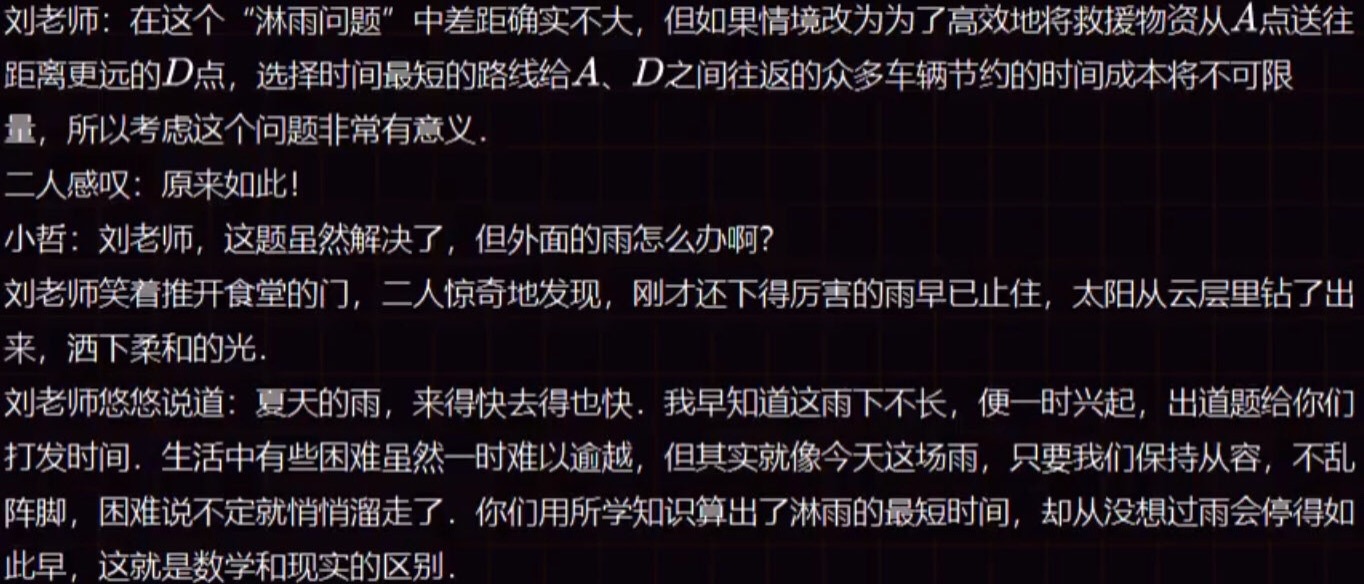 刘老师：在这个“淋雨问题”中差距确实不大，但如果情境改为为了高效地将救援物资从A点送往
距离更远的D点，选择时间最短的路线给A、D之间往返的众多车辆节约的时间成本将不可限
量，所以考虑这个问题非常有意义．
二人感叹：原来如此！
小哲：刘老师，这题虽然解决了，但外面的雨怎么办啊？
刘老师笑着推开食堂的门，二人惊奇地发现，刚才还下得厉害的雨早已止住，太阳从云层里钻了出
来，洒下柔和的光．
刘老师悠悠说道：夏天的雨，来得快去得也快．我早知道这雨下不长，便一时兴起，出道题给你们
打发时间．生活中有些困难虽然一时难以逾越，但其实就像今天这场雨，只要我们保持从容，不乱
阵脚，困难说不定就悄悄溜走了．你们用所学知识算出了淋雨的最短时间，却从没想过雨会停得如
此早，这就是数学和现实的区别．